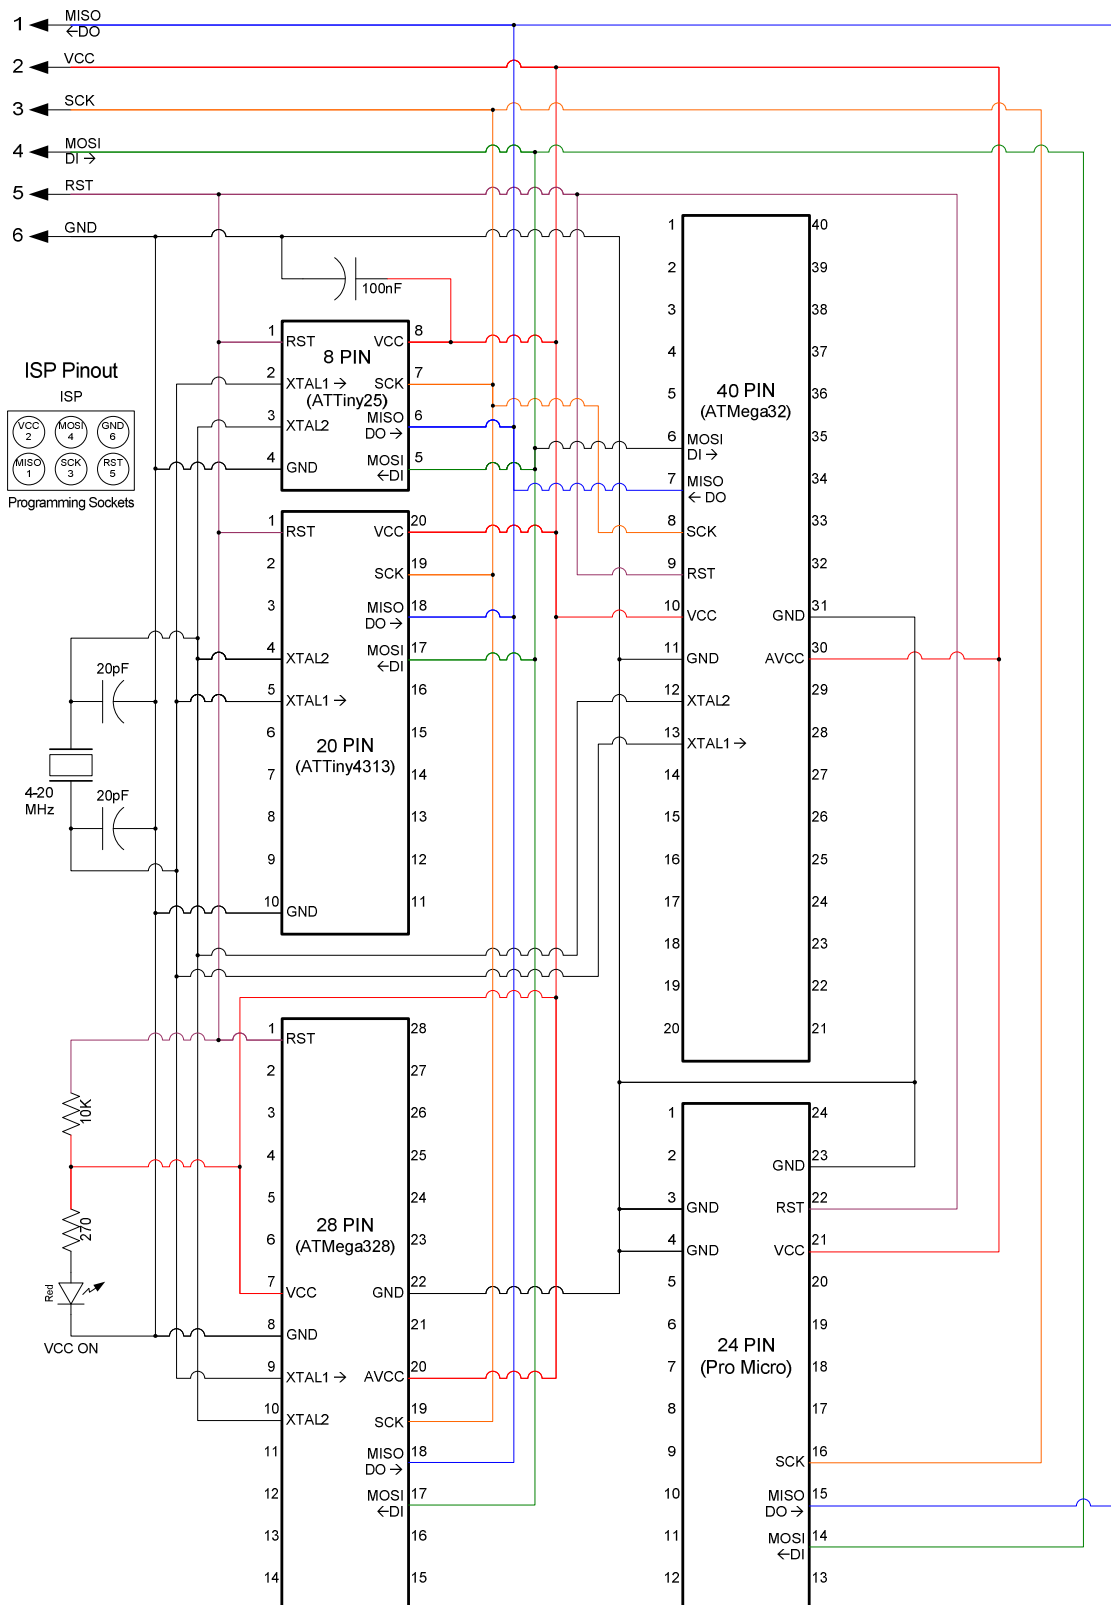 1 MISO
←DO
2 VCC
3 SCK
4 MOSI
DI →
5 RST
6 GND
100nF
ISP Pinout
ISP
VCC 2 MOSI 4 GND 6
MISO 1 SCK 3 RST 5
Programming Sockets
8 PIN
(ATTiny25)
1 RST VCC 8
2 XTAL1 → SCK 7
3 XTAL2 MISO 6
DO →
4 GND MOSI 5
←DI
20 PIN
(ATTiny4313)
1 RST VCC 20
2 SCK 19
3 MISO 18
DO →
4 XTAL2 MOSI 17
←DI
5 XTAL1 → 16
6 15
7 14
8 13
9 12
10 GND 11
20pF
4-20
MHz
20pF
40 PIN
(ATMega32)
1 40
2 39
3 38
4 37
5 36
6 MOSI 35
DI →
7 MISO 34
← DO
8 SCK 33
9 RST 32
10 VCC GND 31
11 GND AVCC 30
12 XTAL2 29
13 XTAL1 → 28
14 27
15 26
16 25
17 24
18 23
19 22
20 21
10K
270
Red
VCC ON
28 PIN
(ATMega328)
1 RST 28
2 27
3 26
4 25
5 24
6 23
7 VCC GND 22
8 GND 21
9 XTAL1 → AVCC 20
10 XTAL2 SCK 19
11 MISO 18
DO →
12 MOSI 17
←DI
13 16
14 15
24 PIN
(Pro Micro)
1 24
2 GND 23
3 GND RST 22
4 GND VCC 21
5 20
6 19
7 18
8 17
9 SCK 16
10 MISO 15
DO →
11 MOSI 14
←DI
12 13